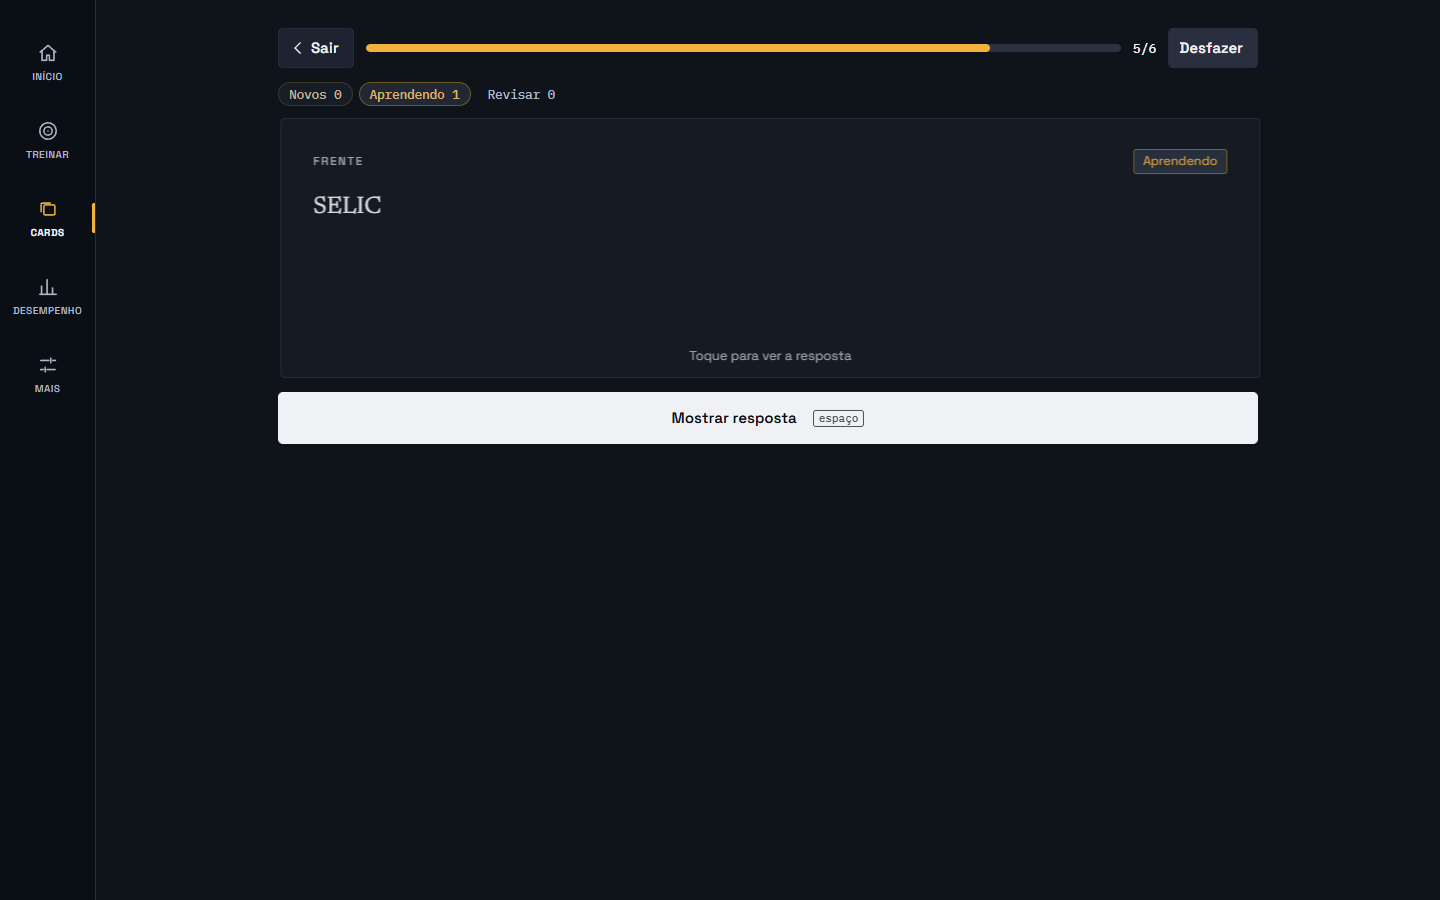 INÍCIO
TREINAR
CARDS
DESEMPENHO
MAIS
Sair
5/6
Desfazer
Novos 0
Aprendendo 1
Revisar 0
FRENTE
Aprendendo
SELIC
Toque para ver a resposta
Mostrar resposta espaço